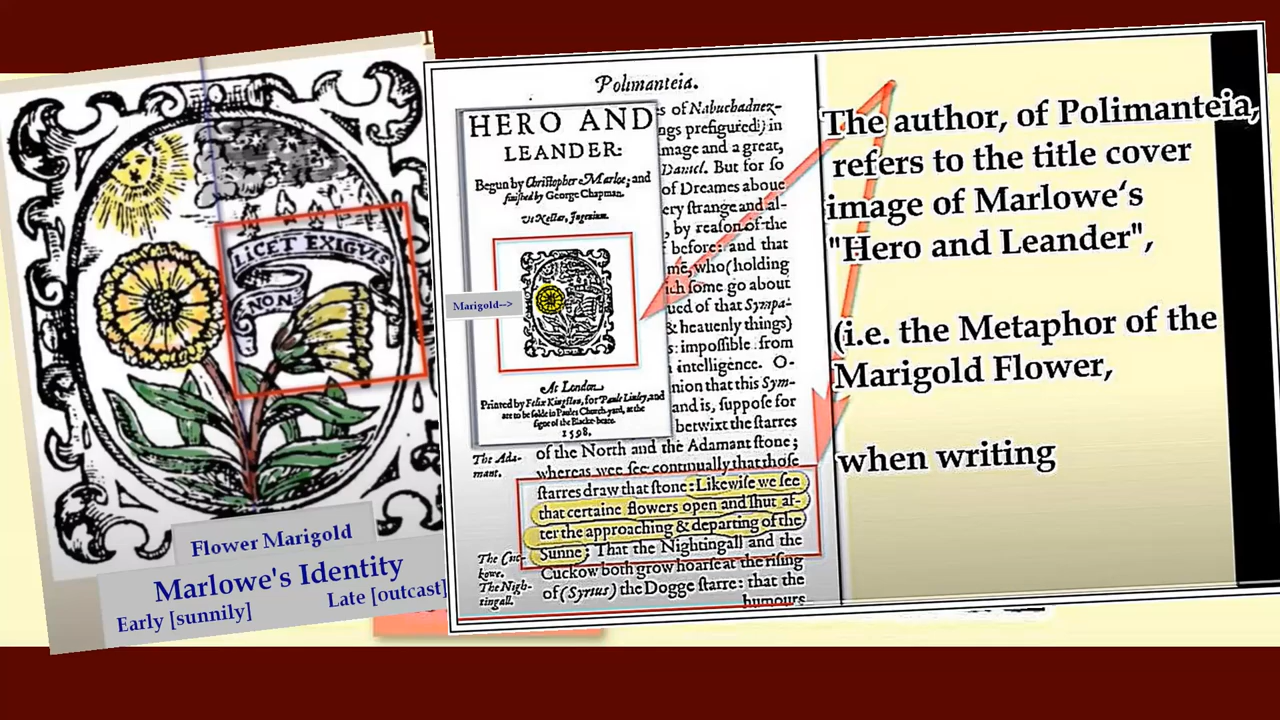 LICET EXIGVIS
NON
Flower Marigold
Marlowe's Identity
Early [sunnily]
Late [outcast]
Polimanteia.
HERO AND
LEANDER:
Begun by Christopher Marloe; and
finished by George Chapman.
Ut Nectar, Ingenium.
Marigold-->
At London
Printed by Felix Kingston, for Paule Linley, and
are to be solde in Paules Church-yard, at the
signe of the Blacke-beare.
1598.
s of Nabuchadnez-
ngs prefigured) in
mage and a great,
Daniel. But for so
of Dreames aboue
ery strange and al-
, by reason of the
before: and that
me, who (holding
ich some go about
ued of that Sympa-
& heauenly things)
s: impossible from
intelligence. O-
nion that this Sym-
and is, suppose for
betwixt the starres
The Ada-
mant.
of the North and the Adamant stone;
whereas wee see continually that those
starres draw that stone: Likewise we see
that certaine flowers open and shut af-
ter the approaching & departing of the
Sunne; That the Nightingall and the
Cuckow both grow hoarse at the rising
of (Syrius) the Dogge starre: that the
humours
The Cuc-
kowe.
The Nigh-
tingall.
The author, of Polimanteia,
refers to the title cover
image of Marlowe‘s
"Hero and Leander",
(i.e. the Metaphor of the
Marigold Flower,
when writing